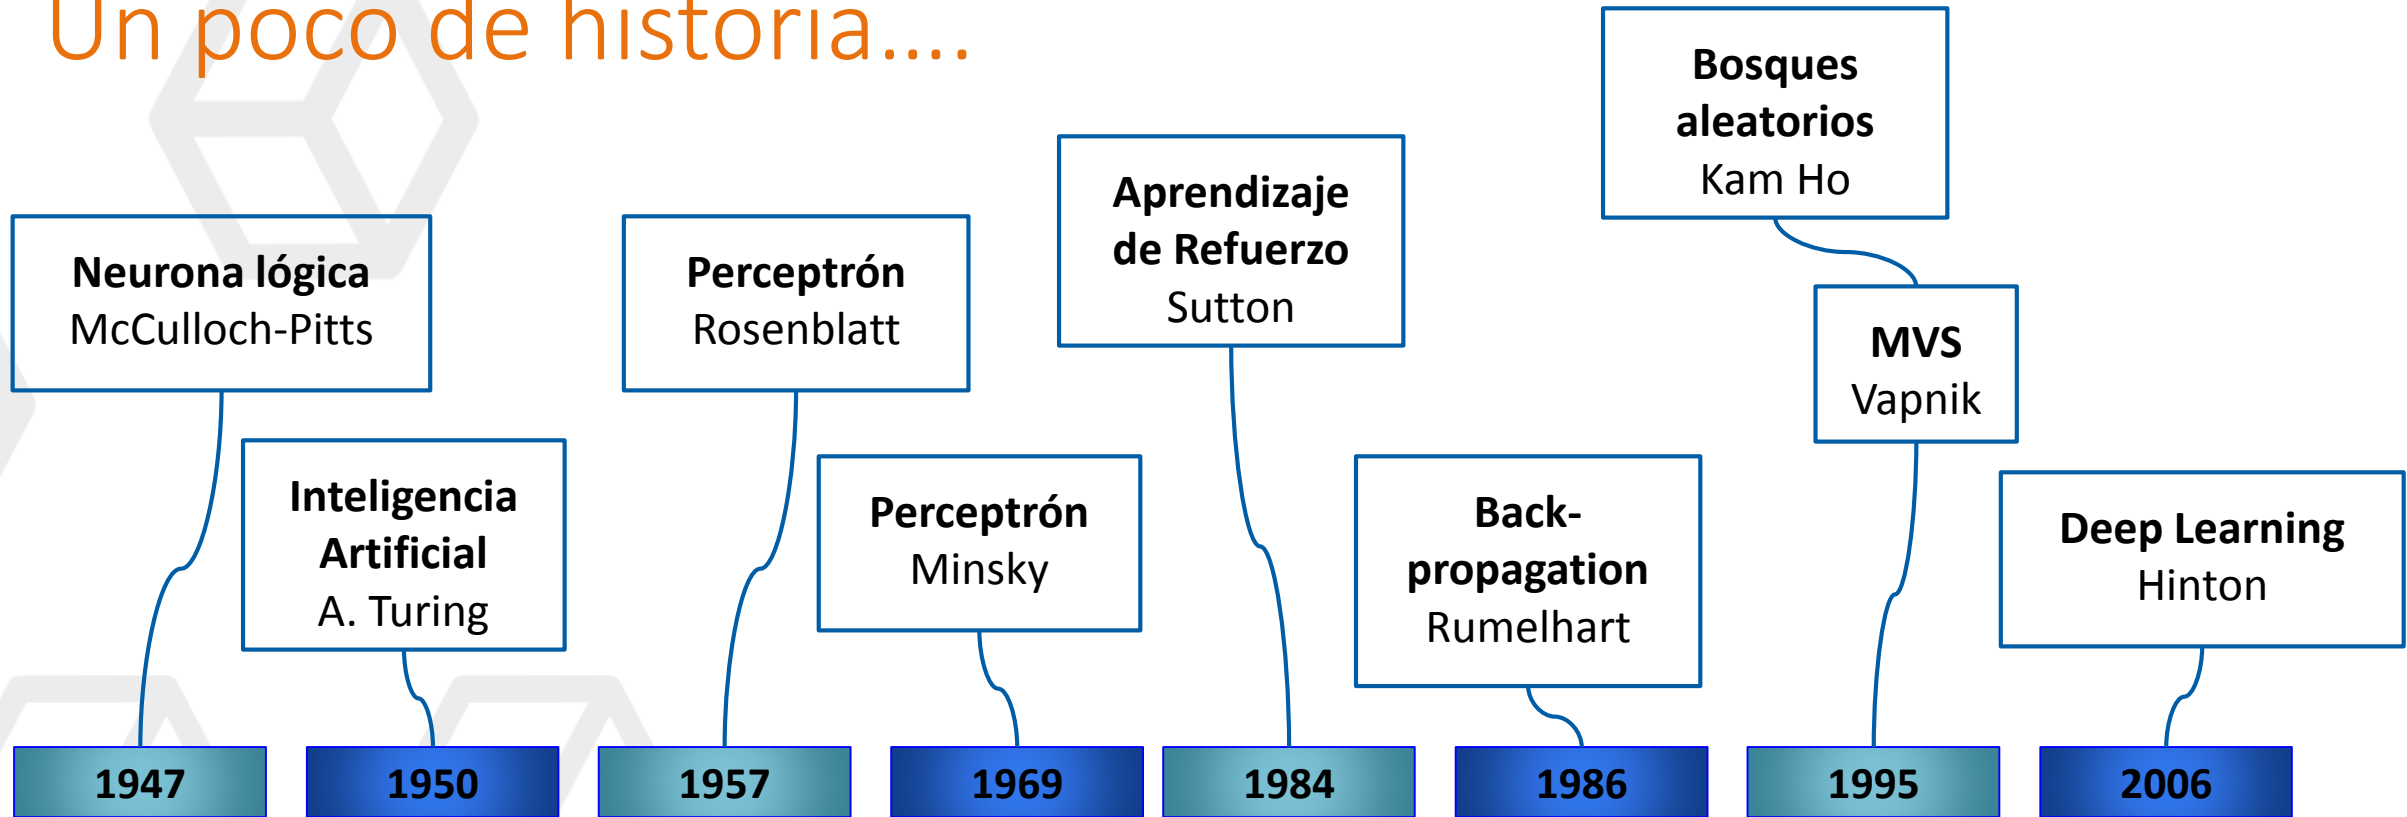 Un poco de historia....
Neurona lógica
McCulloch-Pitts
Inteligencia
Artificial
A. Turing
Perceptrón
Rosenblatt
Perceptrón
Minsky
Aprendizaje
de Refuerzo
Sutton
Back-
propagation
Rumelhart
Bosques
aleatorios
Kam Ho
MVS
Vapnik
Deep Learning
Hinton
1947
1950
1957
1969
1984
1986
1995
2006